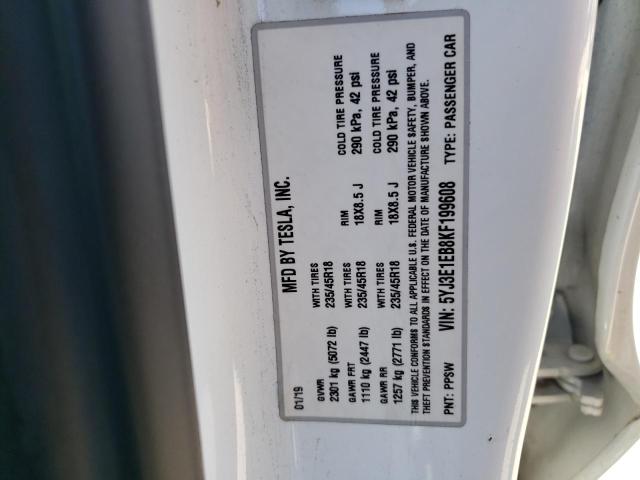 MFD BY TESLA, INC.
01/19
GVWR WITH TIRES RIM COLD TIRE PRESSURE
2301 kg (5072 lb) 235/45R18 18X8.5 J 290 kPa, 42 psi
GAWR FRT WITH TIRES RIM COLD TIRE PRESSURE
1110 kg (2447 lb) 235/45R18 18X8.5 J 290 kPa, 42 psi
GAWR RR WITH TIRES
1257 kg (2771 lb) 235/45R18
THIS VEHICLE CONFORMS TO ALL APPLICABLE U.S. FEDERAL MOTOR VEHICLE SAFETY, BUMPER, AND
THEFT PREVENTION STANDARDS IN EFFECT ON THE DATE OF MANUFACTURE SHOWN ABOVE.
PNT: PPSW VIN: 5YJ3E1EB8KF199608 TYPE: PASSENGER CAR